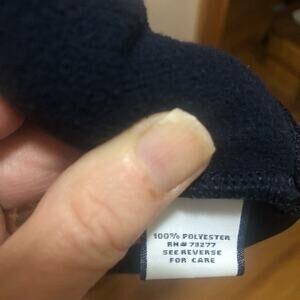 100% POLYESTER
RN# 73277
SEE REVERSE
FOR CARE